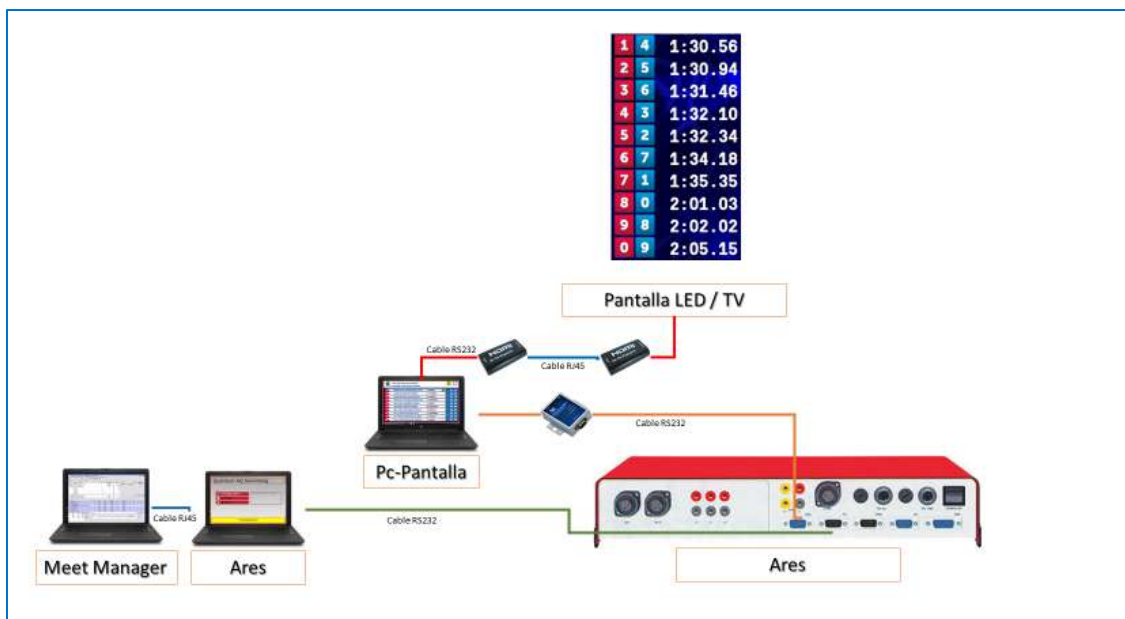 1 4 1:30.56
2 5 1:30.94
3 6 1:31.46
4 3 1:32.10
5 2 1:32.34
6 7 1:34.18
7 1 1:35.35
8 0 2:01.03
9 8 2:02.02
0 9 2:05.15
Pantalla LED / TV
Cable RS232
HDMI
Cable RJ45
HDMI
Pc-Pantalla
Cable RS232
Cable RJ45
Cable RS232
Meet Manager
Ares
Ares